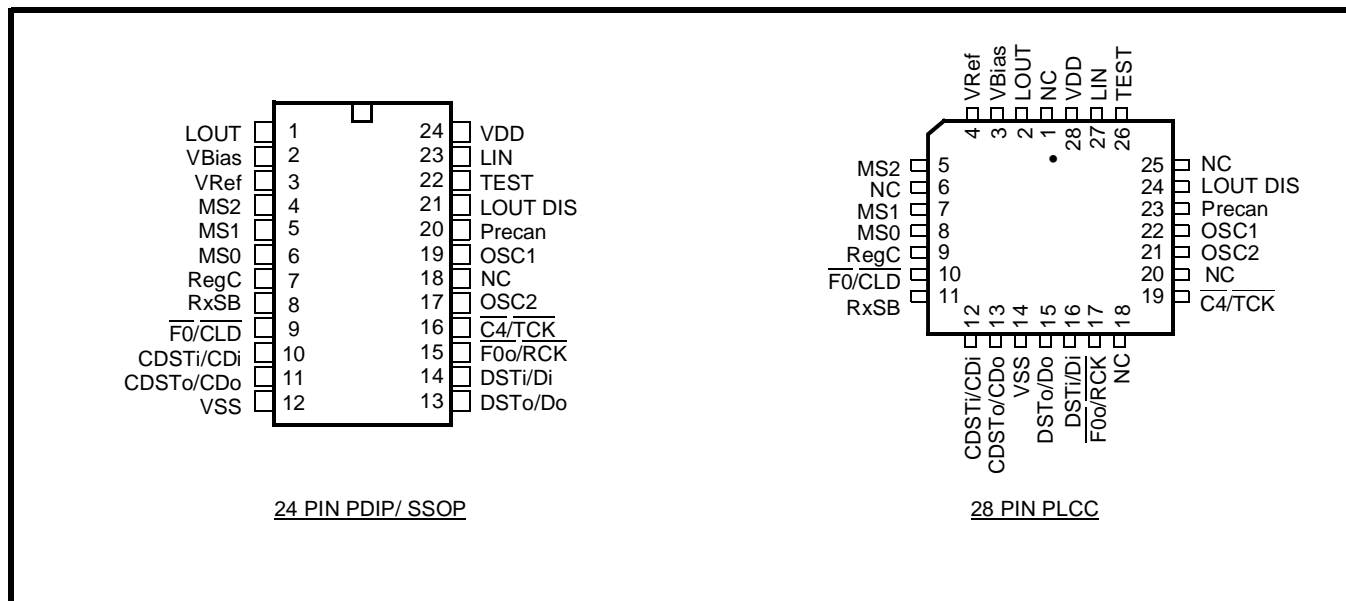 LOUT 1 24 VDD
VBias 2 23 LIN
VRef 3 22 TEST
MS2 4 21 LOUT DIS
MS1 5 20 Precan
MS0 6 19 OSC1
RegC 7 18 NC
RxSB 8 17 OSC2
F0/CLD 9 16 C4/TCK
CDSTi/CDi 10 15 F0o/RCK
CDSTo/CDo 11 14 DSTi/Di
VSS 12 13 DSTo/Do
24 PIN PDIP/ SSOP
VRef VBias LOUT NC VDD LIN TEST
4 3 2 1 28 27 26
MS2 5 25 NC
NC 6 24 LOUT DIS
MS1 7 23 Precan
MS0 8 22 OSC1
RegC 9 21 OSC2
F0/CLD 10 20 NC
RxSB 11 19 C4/TCK
12 13 14 15 16 17 18
CDSTi/CDi CDSTo/CDo VSS DSTo/Do DSTi/Di F0o/RCK NC
28 PIN PLCC